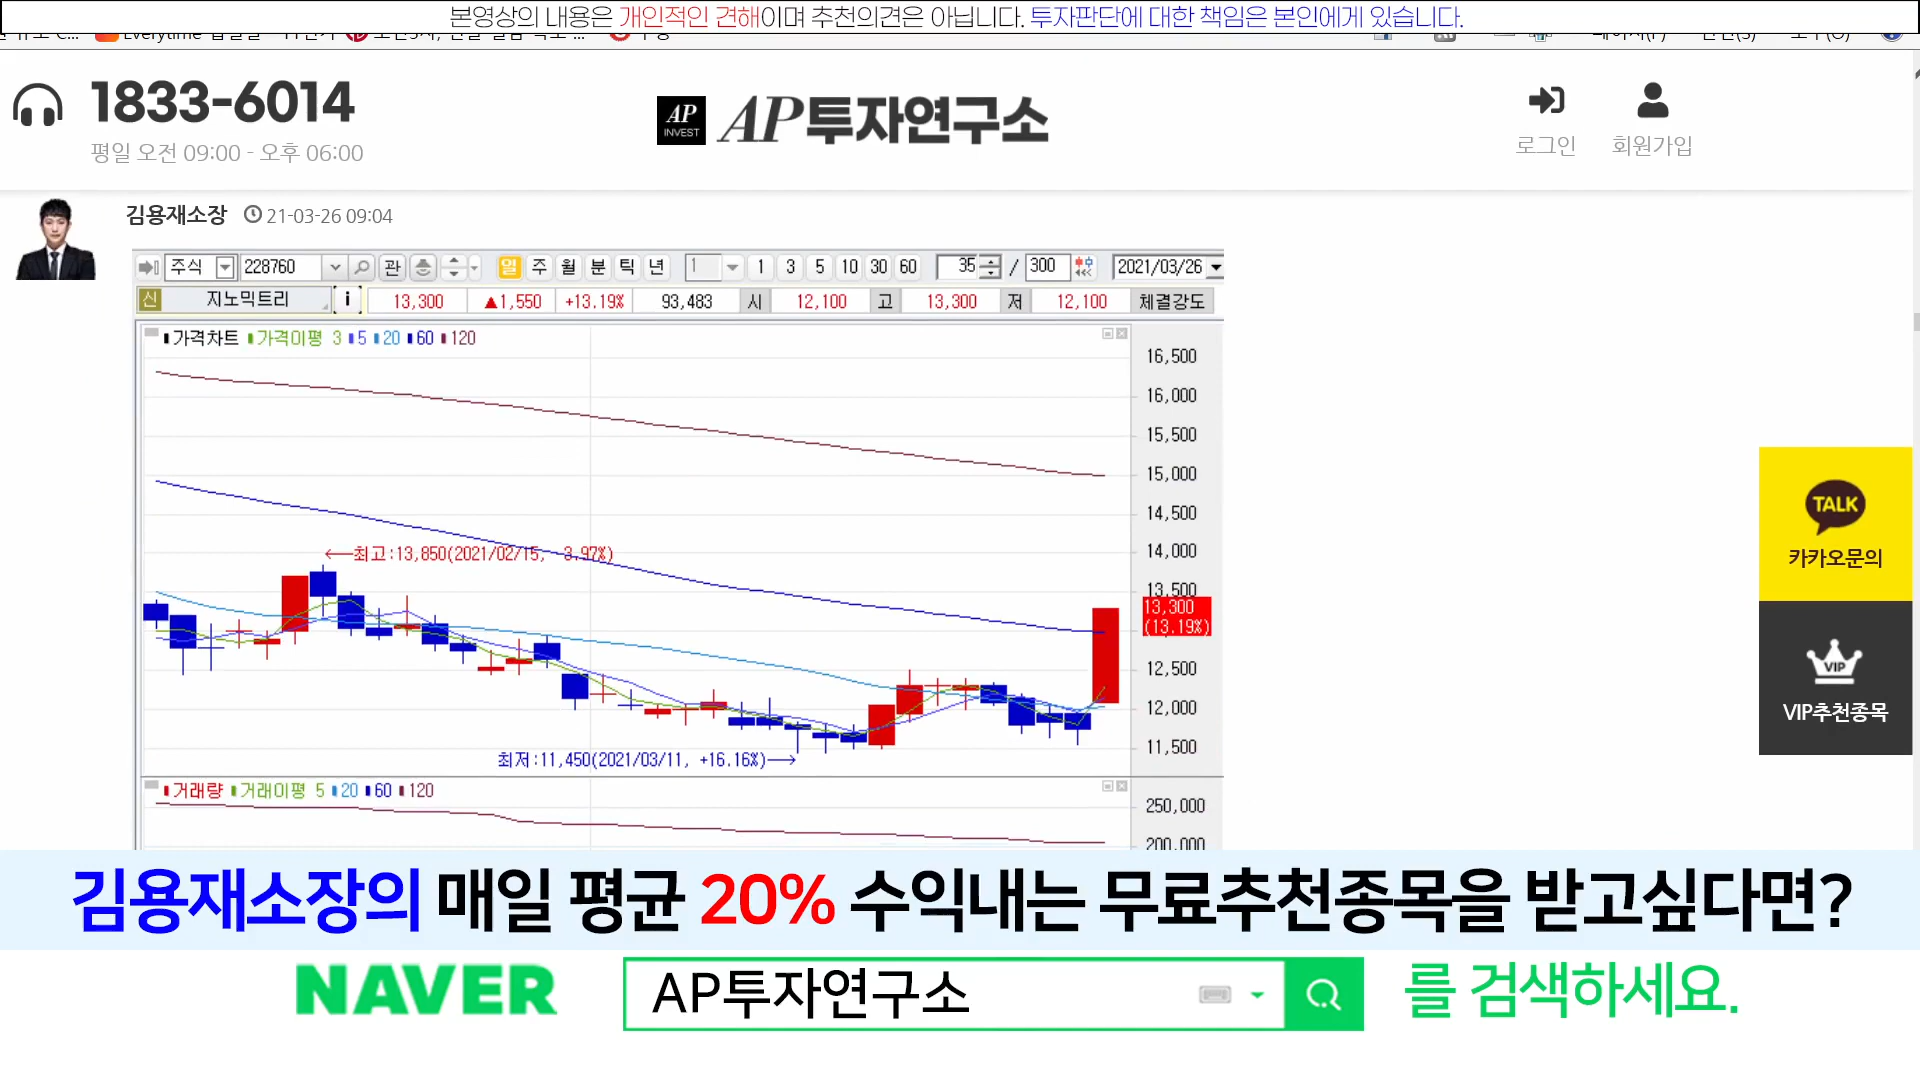 본영상의 내용은 개인적인 견해이며 추천의견은 아닙니다. 투자판단에 대한 책임은 본인에게 있습니다.
1833-6014
평일 오전 09:00 - 오후 06:00
AP INVEST
AP투자연구소
로그인
회원가입
김용재소장 21-03-26 09:04
주식 228760 관 일 주 월 분 틱 년 1 1 3 5 10 30 60 35 / 300 2021/03/26
신 지노믹트리 i 13,300 ▲1,550 +13.19% 93,483 시 12,100 고 13,300 저 12,100 체결강도
가격차트 가격이평 3 5 20 60 120
16,500
16,000
15,500
15,000
14,500
14,000
13,500
13,300
(13.19%)
12,500
12,000
11,500
←최고:13,850(2021/02/15, -3.97%)
최저:11,450(2021/03/11, +16.16%)→
거래량 거래이평 5 20 60 120
250,000
200,000
TALK
카카오문의
VIP
VIP추천종목
김용재소장의 매일 평균 20% 수익내는 무료추천종목을 받고싶다면?
NAVER AP투자연구소 를 검색하세요.